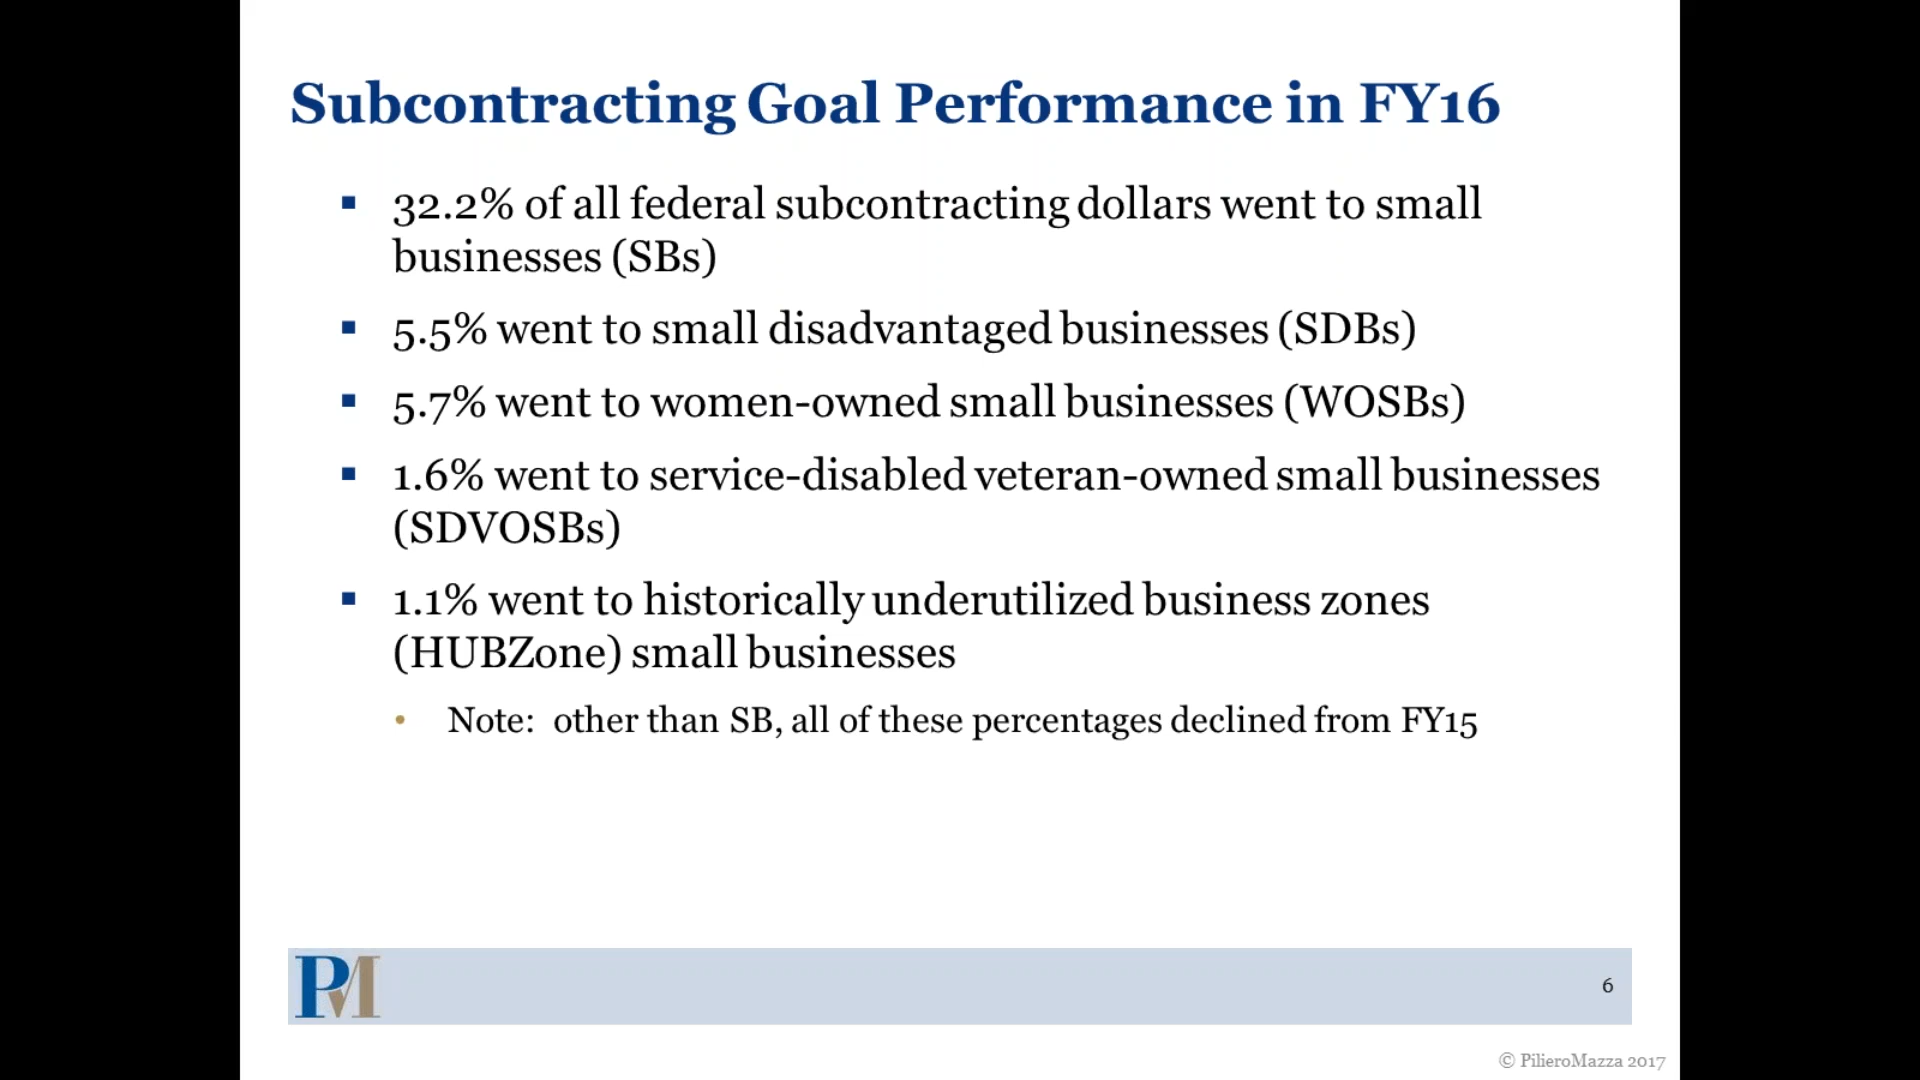 Subcontracting Goal Performance in FY16
▪ 32.2% of all federal subcontracting dollars went to small
businesses (SBs)
▪ 5.5% went to small disadvantaged businesses (SDBs)
▪ 5.7% went to women-owned small businesses (WOSBs)
▪ 1.6% went to service-disabled veteran-owned small businesses
(SDVOSBs)
▪ 1.1% went to historically underutilized business zones
(HUBZone) small businesses
• Note:  other than SB, all of these percentages declined from FY15
PM
6
© PilieroMazza 2017